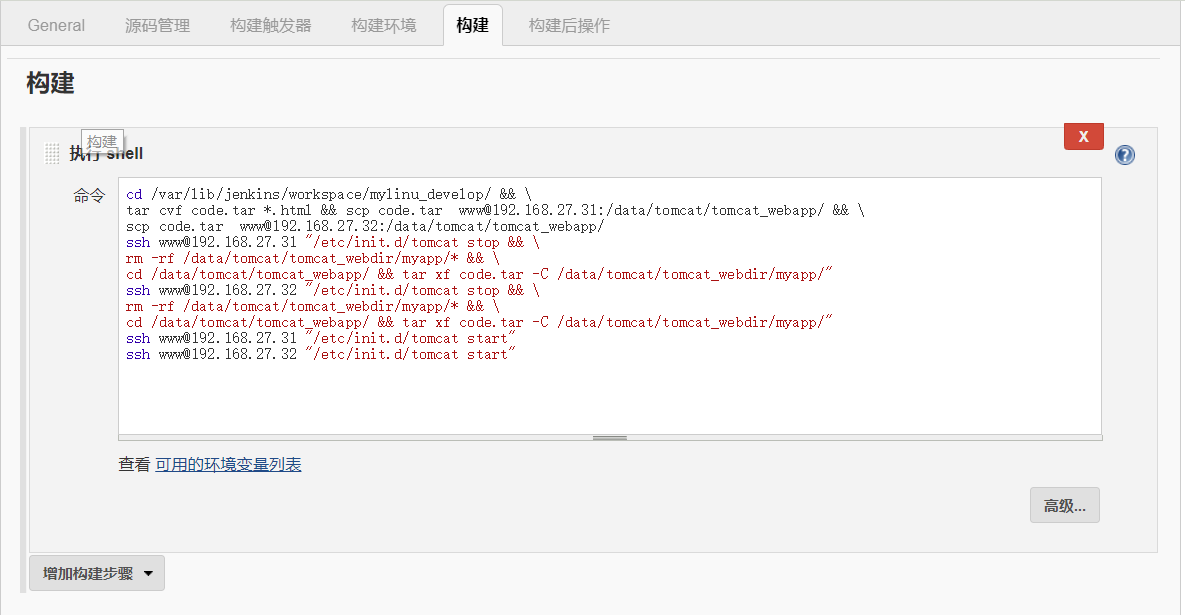 General 源码管理 构建触发器 构建环境 构建 构建后操作
构建
构建
执行 shell
X
?
命令
cd /var/lib/jenkins/workspace/mylinu_develop/ && \
tar cvf code.tar *.html && scp code.tar  www@192.168.27.31:/data/tomcat/tomcat_webapp/ && \
scp code.tar  www@192.168.27.32:/data/tomcat/tomcat_webapp/
ssh www@192.168.27.31 "/etc/init.d/tomcat stop && \
rm -rf /data/tomcat/tomcat_webdir/myapp/* && \
cd /data/tomcat/tomcat_webapp/ && tar xf code.tar -C /data/tomcat/tomcat_webdir/myapp/"
ssh www@192.168.27.32 "/etc/init.d/tomcat stop && \
rm -rf /data/tomcat/tomcat_webdir/myapp/* && \
cd /data/tomcat/tomcat_webapp/ && tar xf code.tar -C /data/tomcat/tomcat_webdir/myapp/"
ssh www@192.168.27.31 "/etc/init.d/tomcat start"
ssh www@192.168.27.32 "/etc/init.d/tomcat start"
查看 可用的环境变量列表
高级...
增加构建步骤